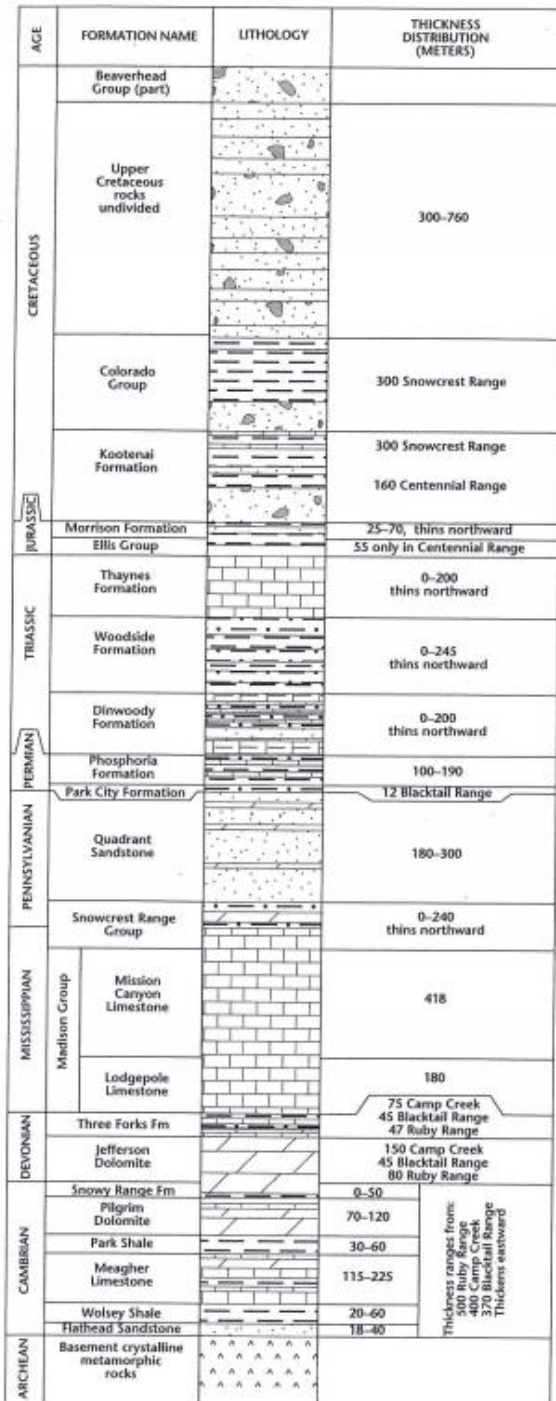 AGE
FORMATION NAME
LITHOLOGY
THICKNESS
DISTRIBUTION
(METERS)
CRETACEOUS
Beaverhead
Group (part)
Upper
Cretaceous
rocks
undivided
300–760
Colorado
Group
300 Snowcrest Range
Kootenai
Formation
300 Snowcrest Range
160 Centennial Range
JURASSIC
Morrison Formation
25–70, thins northward
Ellis Group
55 only in Centennial Range
TRIASSIC
Thaynes
Formation
0–200
thins northward
Woodside
Formation
0–245
thins northward
Dinwoody
Formation
0–200
thins northward
PERMIAN
Phosphoria
Formation
100–190
Park City Formation
12 Blacktail Range
PENNSYLVANIAN
Quadrant
Sandstone
180–300
Snowcrest Range
Group
0–240
thins northward
MISSISSIPPIAN
Madison Group
Mission
Canyon
Limestone
418
Lodgepole
Limestone
180
DEVONIAN
Three Forks Fm
75 Camp Creek
45 Blacktail Range
47 Ruby Range
Jefferson
Dolomite
150 Camp Creek
45 Blacktail Range
80 Ruby Range
CAMBRIAN
Snowy Range Fm
0–50
Pilgrim
Dolomite
70–120
Park Shale
30–60
Meagher
Limestone
115–225
Wolsey Shale
20–60
Flathead Sandstone
18–40
Thickness ranges from:
500 Ruby Range
400 Camp Creek
370 Blacktail Range
Thickens eastward
ARCHEAN
Basement crystalline
metamorphic
rocks